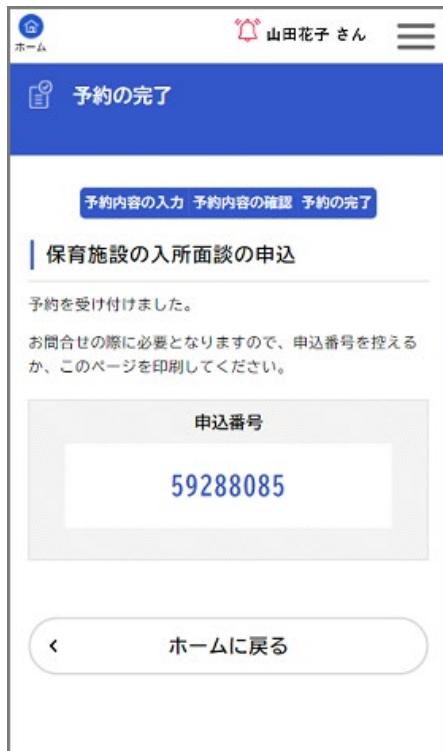 ホーム
山田花子 さん
予約の完了
予約内容の入力 予約内容の確認 予約の完了
保育施設の入所面談の申込
予約を受け付けました。
お問合せの際に必要となりますので、申込番号を控える
か、このページを印刷してください。
申込番号
59288085
ホームに戻る